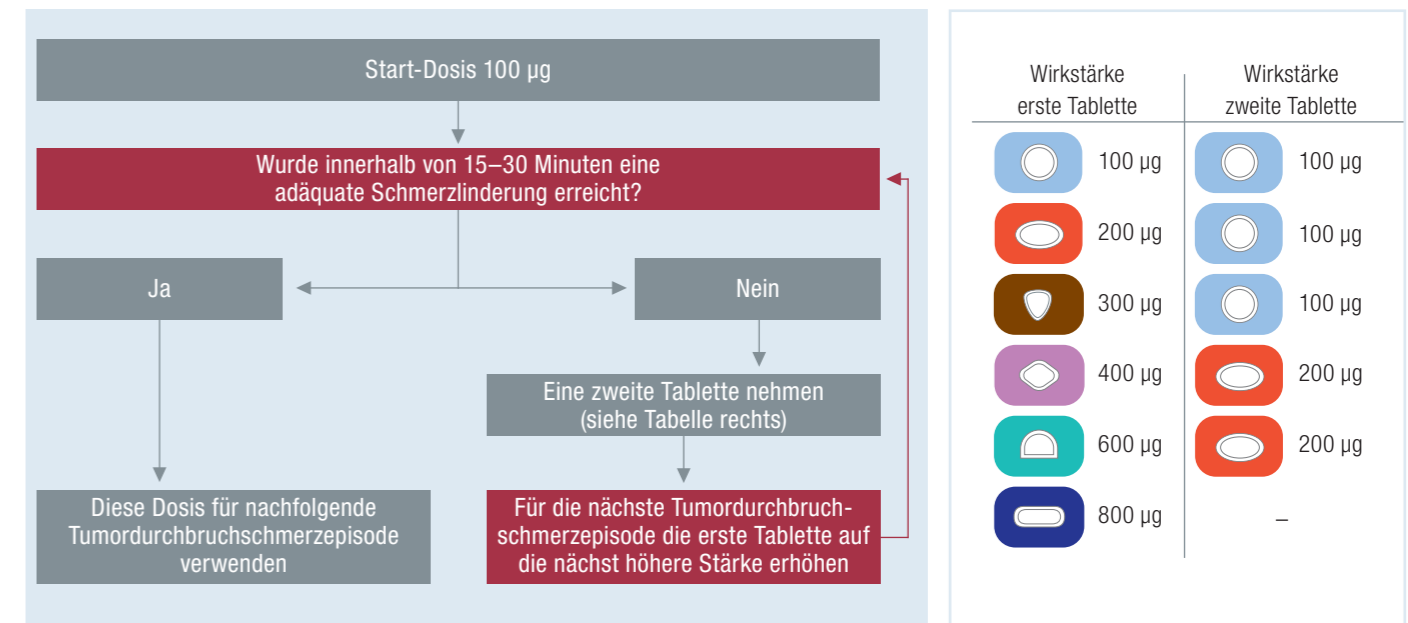 Start-Dosis 100 µg
Wurde innerhalb von 15–30 Minuten eine
adäquate Schmerzlinderung erreicht?
Ja
Nein
Eine zweite Tablette nehmen
(siehe Tabelle rechts)
Diese Dosis für nachfolgende
Tumordurchbruchschmerzepisode
verwenden
Für die nächste Tumordurchbruch-
schmerzepisode die erste Tablette auf
die nächst höhere Stärke erhöhen
Wirkstärke
erste Tablette
Wirkstärke
zweite Tablette
100 µg 100 µg
200 µg 100 µg
300 µg 100 µg
400 µg 200 µg
600 µg 200 µg
800 µg –